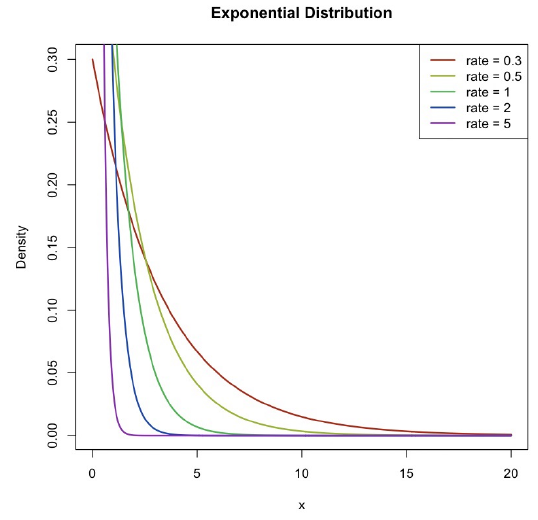 Exponential Distribution
rate = 0.3
rate = 0.5
rate = 1
rate = 2
rate = 5
Density
0.30
0.25
0.20
0.15
0.10
0.05
0.00
0 5 10 15 20
x